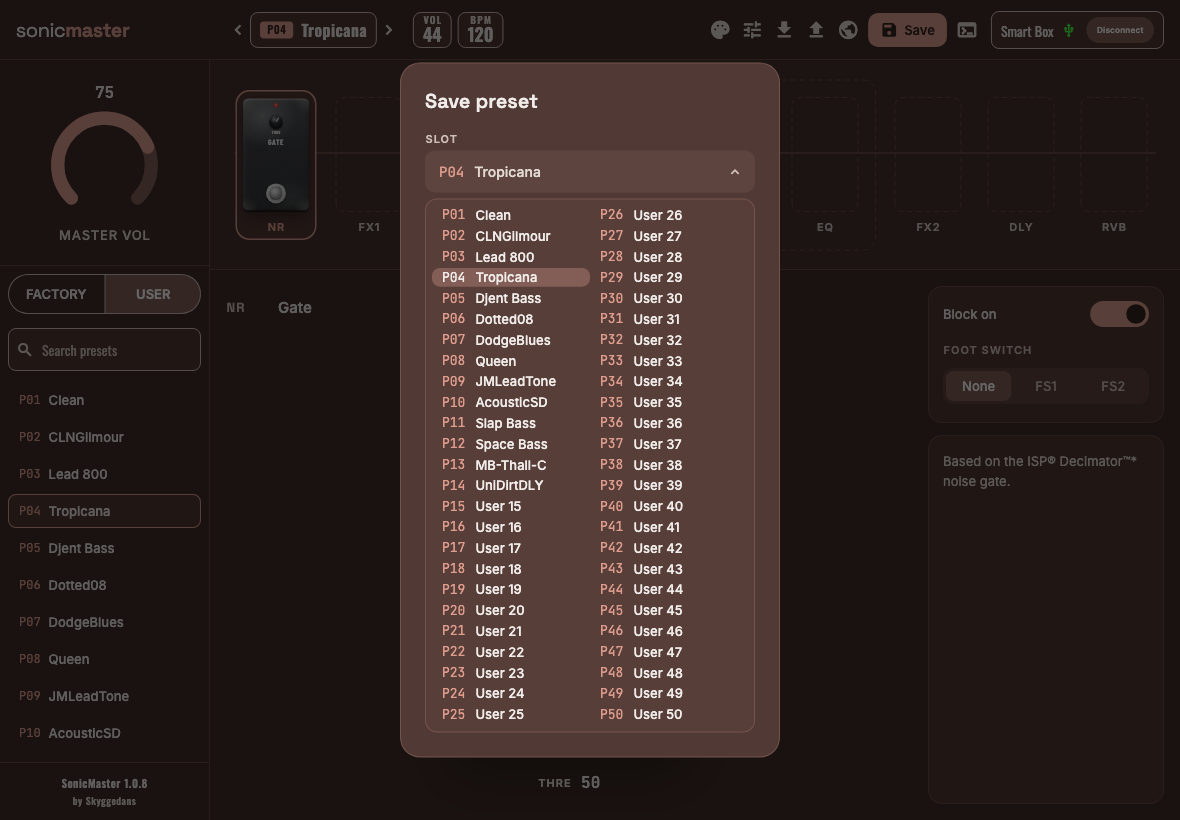 sonicmaster
P04 Tropicana
VOL
44
BPM
120
Save
Smart Box
Disconnect
75
MASTER VOL
FACTORY
USER
Search presets
P01 Clean
P02 CLNGilmour
P03 Lead 800
P04 Tropicana
P05 Djent Bass
P06 Dotted08
P07 DodgeBlues
P08 Queen
P09 JMLeadTone
P10 AcousticSD
SonicMaster 1.0.8
by Skyggedans
GATE
NR
FX1
EQ
FX2
DLY
RVB
NR Gate
Save preset
SLOT
P04 Tropicana
P01 Clean
P02 CLNGilmour
P03 Lead 800
P04 Tropicana
P05 Djent Bass
P06 Dotted08
P07 DodgeBlues
P08 Queen
P09 JMLeadTone
P10 AcousticSD
P11 Slap Bass
P12 Space Bass
P13 MB-Thall-C
P14 UniDirtDLY
P15 User 15
P16 User 16
P17 User 17
P18 User 18
P19 User 19
P20 User 20
P21 User 21
P22 User 22
P23 User 23
P24 User 24
P25 User 25
P26 User 26
P27 User 27
P28 User 28
P29 User 29
P30 User 30
P31 User 31
P32 User 32
P33 User 33
P34 User 34
P35 User 35
P36 User 36
P37 User 37
P38 User 38
P39 User 39
P40 User 40
P41 User 41
P42 User 42
P43 User 43
P44 User 44
P45 User 45
P46 User 46
P47 User 47
P48 User 48
P49 User 49
P50 User 50
THRE 50
Block on
FOOT SWITCH
None
FS1
FS2
Based on the ISP® Decimator™*
noise gate.